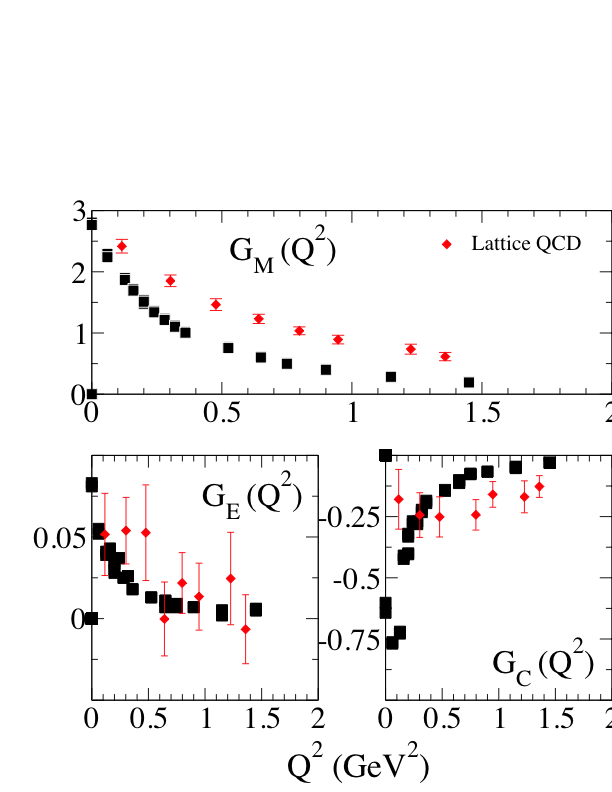 3
G_M(Q^2)
Lattice QCD
2
1
0
0 0.5 1 1.5 2
G_E(Q^2)
0.05
0
0 0.5 1 1.5 2
-0.25
-0.5
-0.75
G_C(Q^2)
0 0.5 1 1.5 2
Q^2 (GeV^2)